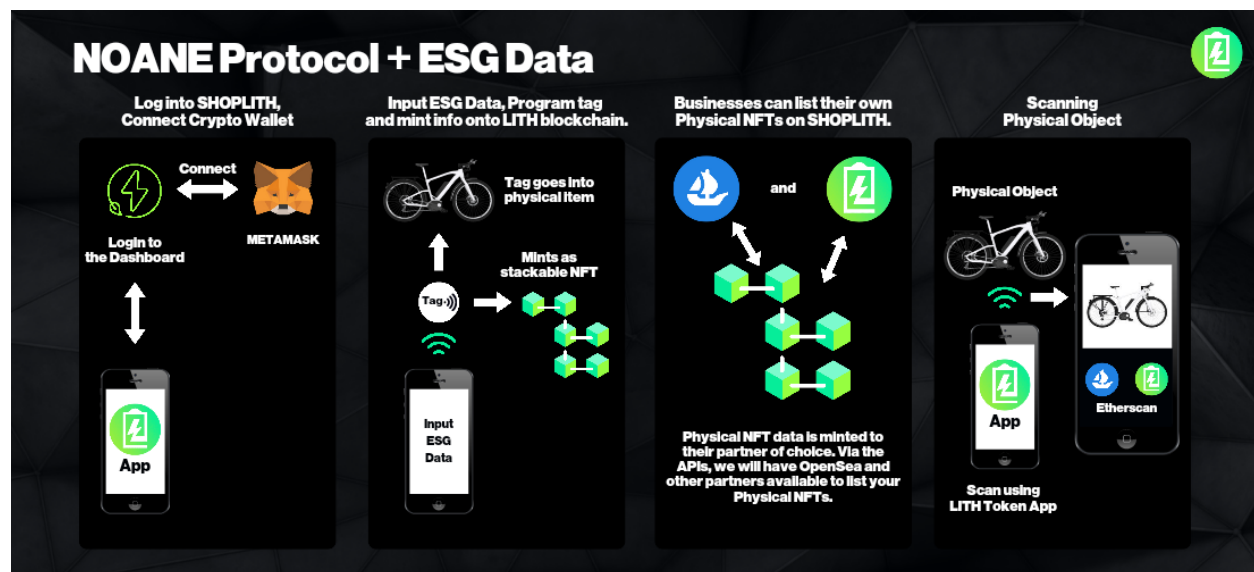 NOANE Protocol + ESG Data
Log into SHOPLITH,
Connect Crypto Wallet
Connect
Login to
the Dashboard
METAMASK
App
Input ESG Data, Program tag
and mint info onto LITH blockchain.
Tag goes into
physical item
Mints as
stackable NFT
Tag
Input
ESG
Data
Businesses can list their own
Physical NFTs on SHOPLITH.
and
Physical NFT data is minted to
their partner of choice. Via the
APIs, we will have OpenSea and
other partners available to list your
Physical NFTs.
Scanning
Physical Object
Physical Object
App
Etherscan
Scan using
LITH Token App